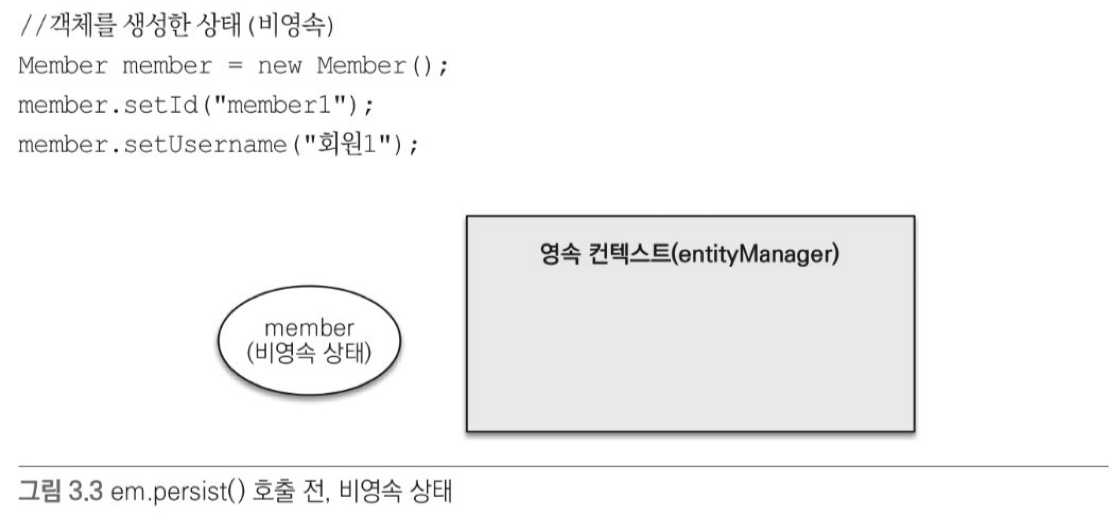 //객체를 생성한 상태(비영속)
Member member = new Member();
member.setId("member1");
member.setUsername("회원1");
영속 컨텍스트(entityManager)
member
(비영속 상태)
그림 3.3 em.persist() 호출 전, 비영속 상태